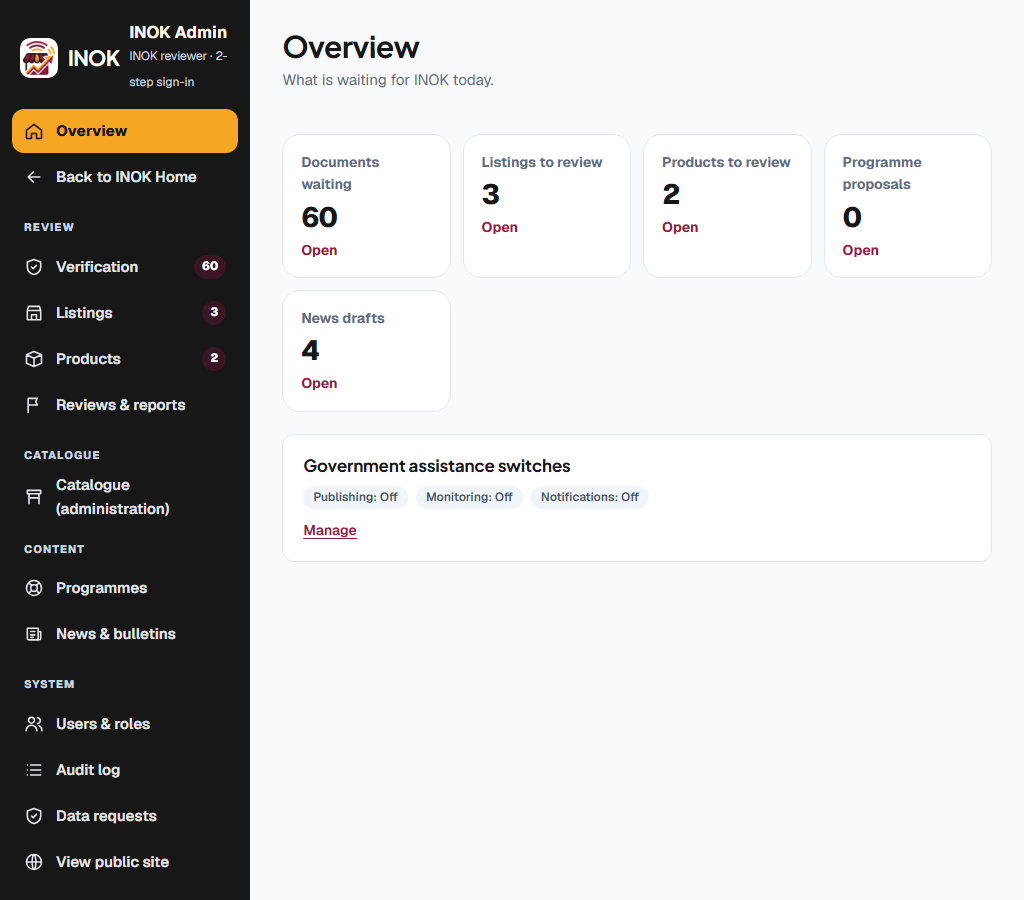 INOK
INOK Admin
INOK reviewer · 2-
step sign-in
Overview
Back to INOK Home
REVIEW
Verification 60
Listings 3
Products 2
Reviews & reports
CATALOGUE
Catalogue
(administration)
CONTENT
Programmes
News & bulletins
SYSTEM
Users & roles
Audit log
Data requests
View public site
Overview
What is waiting for INOK today.
Documents
waiting
60
Open
Listings to review
3
Open
Products to review
2
Open
Programme
proposals
0
Open
News drafts
4
Open
Government assistance switches
Publishing: Off Monitoring: Off Notifications: Off
Manage